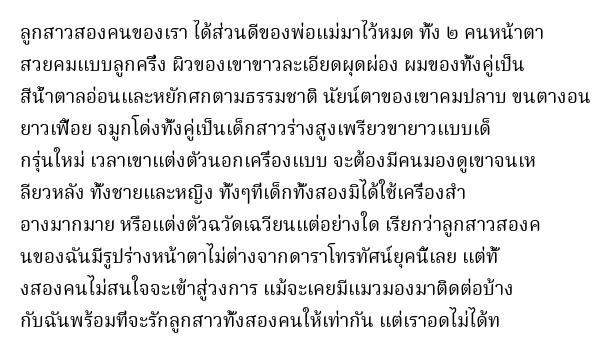 ลูกสาวสองคนของเรา ได้ส่วนดีของพ่อแม่มาไว้หมด ทั้ง ๒ คนหน้าตา
สวยคมแบบลูกครึ่ง ผิวของเขาขาวละเอียดผุดผ่อง ผมของทั้งคู่เป็น
สีน้ำตาลอ่อนและหยักศกตามธรรมชาติ นัยน์ตาของเขาคมปลาบ ขนตางอน
ยาวเฟื้อย จมูกโด่งทั้งคู่เป็นเด็กสาวร่างสูงเพรียวขายาวแบบเด็
กรุ่นใหม่ เวลาเขาแต่งตัวนอกเครื่องแบบ จะต้องมีคนมองดูเขาจนเห
ลียวหลัง ทั้งชายและหญิง ทั้งๆที่เด็กทั้งสองมิได้ใช้เครื่องสำ
อางมากมาย หรือแต่งตัวฉวัดเฉวียนแต่อย่างใด เรียกว่าลูกสาวสองค
นของฉันมีรูปร่างหน้าตาไม่ต่างจากดาราโทรทัศน์ยุคนี้เลย แต่ทั้
งสองคนไม่สนใจจะเข้าสู่วงการ แม้จะเคยมีแมวมองมาติดต่อบ้าง
กับฉันพร้อมที่จะรักลูกสาวทั้งสองคนให้เท่ากัน แต่เราอดไม่ได้ท